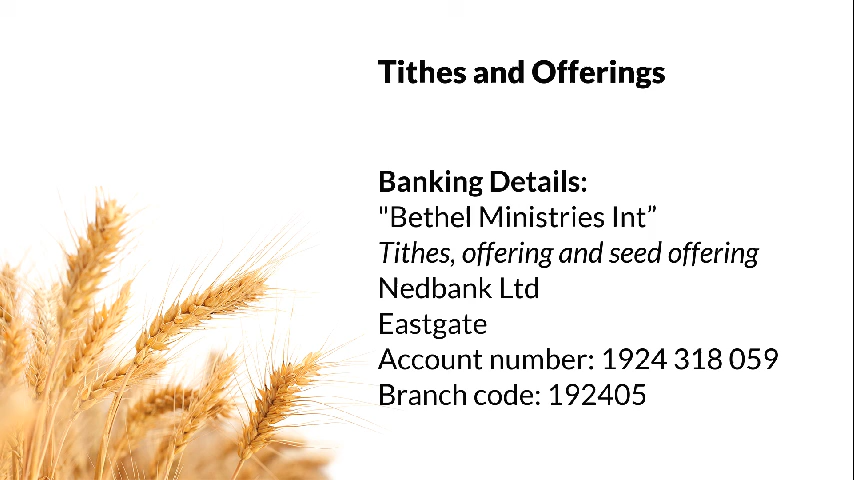 Tithes and Offerings
Banking Details:
"Bethel Ministries Int”
Tithes, offering and seed offering
Nedbank Ltd
Eastgate
Account number: 1924 318 059
Branch code: 192405